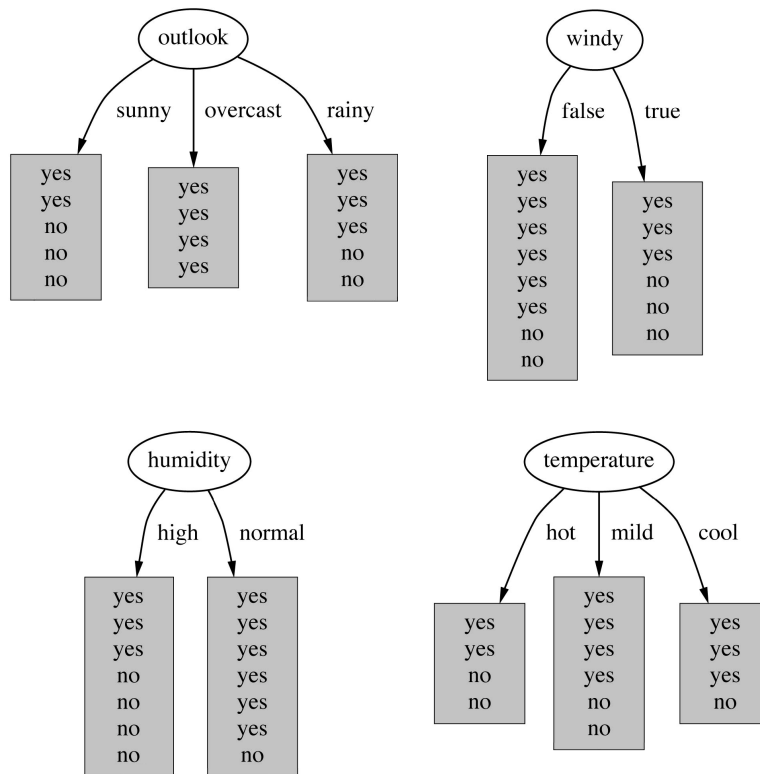 outlook
sunny overcast rainy
yes
yes
no
no
no
yes
yes
yes
yes
yes
yes
yes
no
no
windy
false true
yes
yes
yes
yes
yes
yes
no
no
yes
yes
yes
no
no
no
humidity
high normal
yes
yes
yes
no
no
no
no
yes
yes
yes
yes
yes
yes
no
temperature
hot mild cool
yes
yes
no
no
yes
yes
yes
yes
no
no
yes
yes
yes
no